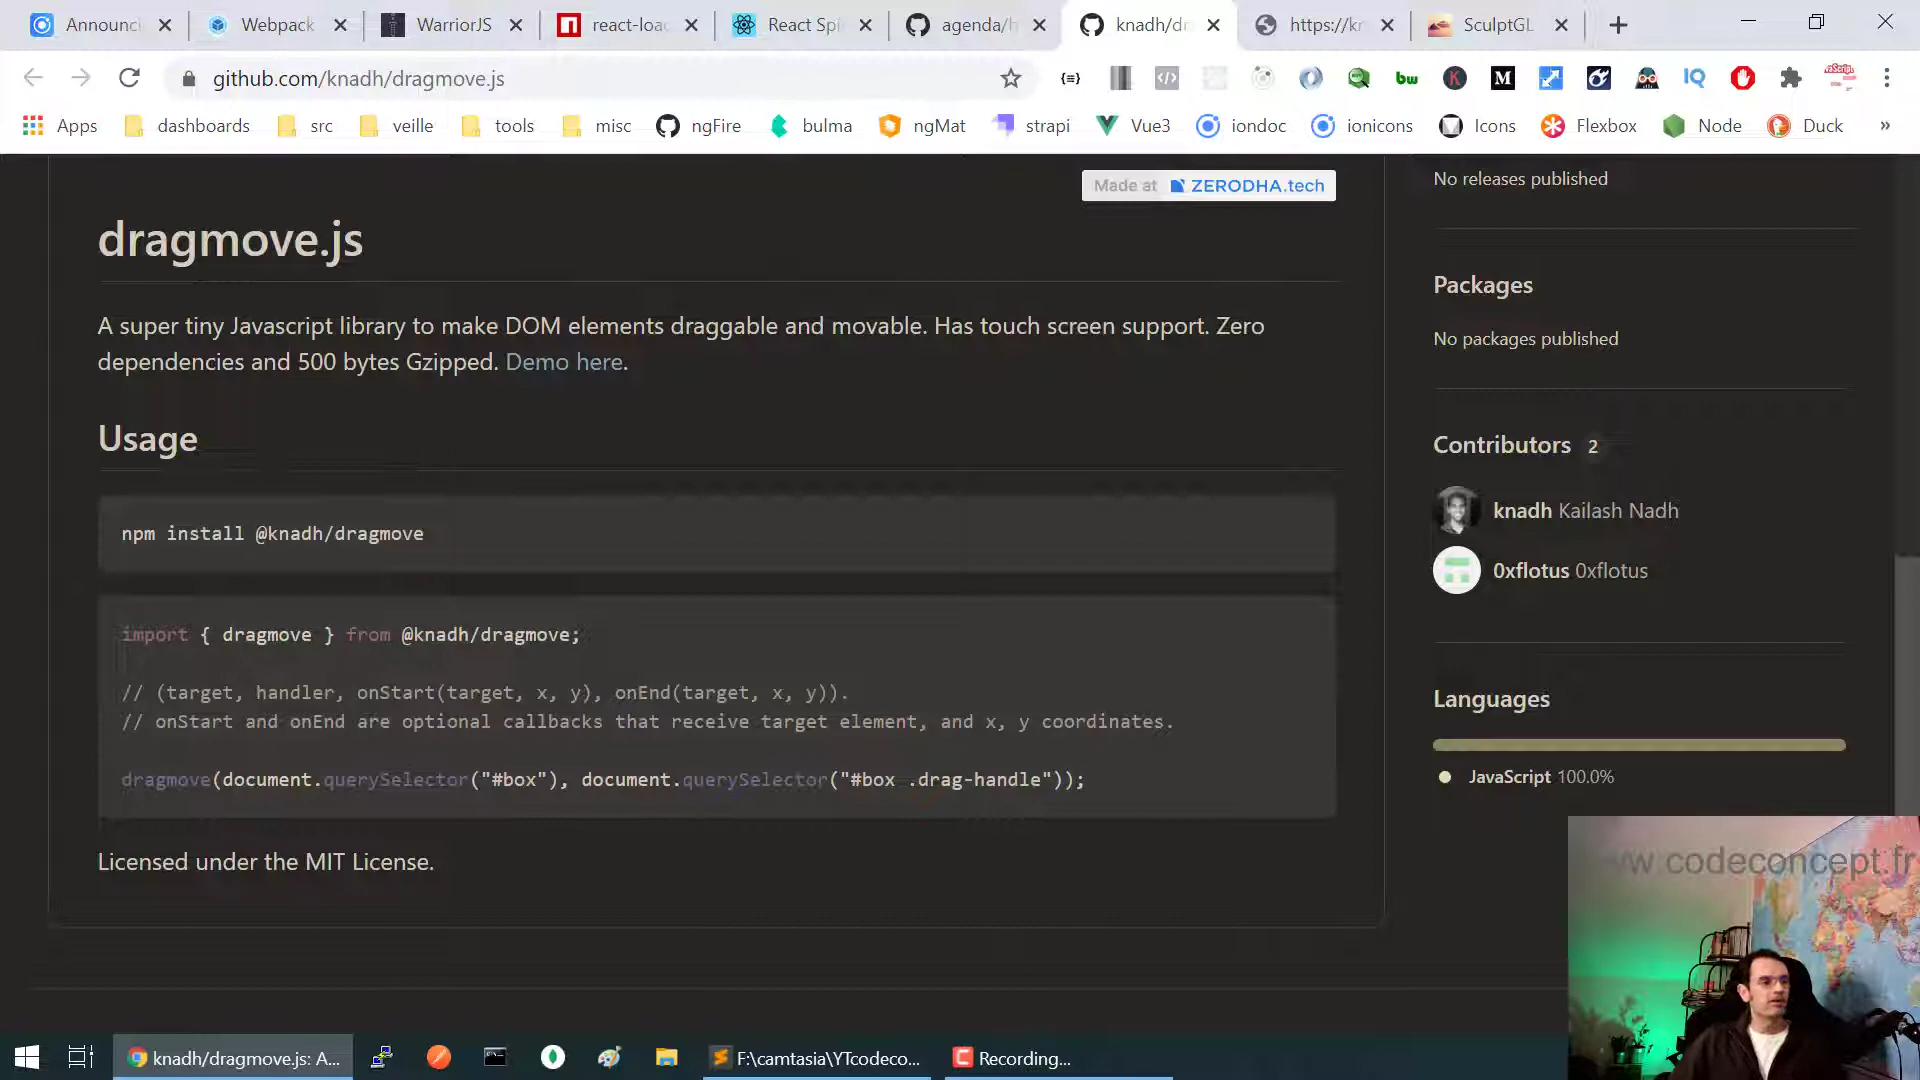 Announc
Webpack
WarriorJS
react-loa
React Spi
agenda/h
knadh/dr
https://kn
SculptGL
github.com/knadh/dragmove.js
Apps
dashboards
src
veille
tools
misc
ngFire
bulma
ngMat
strapi
Vue3
iondoc
ionicons
Icons
Flexbox
Node
Duck
»
Made at ZERODHA.tech
dragmove.js
A super tiny Javascript library to make DOM elements draggable and movable. Has touch screen support. Zero
dependencies and 500 bytes Gzipped. Demo here.
Usage
npm install @knadh/dragmove
import { dragmove } from @knadh/dragmove;
// (target, handler, onStart(target, x, y), onEnd(target, x, y)).
// onStart and onEnd are optional callbacks that receive target element, and x, y coordinates.
dragmove(document.querySelector("#box"), document.querySelector("#box .drag-handle"));
Licensed under the MIT License.
No releases published
Packages
No packages published
Contributors 2
knadh Kailash Nadh
0xflotus 0xflotus
Languages
JavaScript 100.0%
w.codeconcept.fr
knadh/dragmove.js: A...
F:\camtasia\YTcodeco...
Recording...